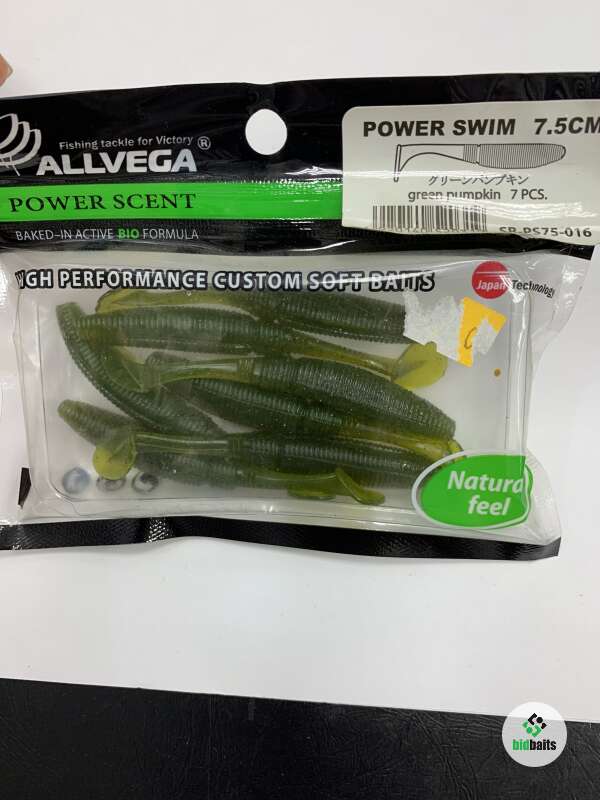 Fishing tackle for Victory ®
ALLVEGA
POWER SCENT
BAKED-IN ACTIVE BIO FORMULA
POWER SWIM 7.5CM
グリーンパンプキン
green pumpkin 7 PCS.
SB-PS75-016
HIGH PERFORMANCE CUSTOM SOFT BAITS
Japan Technology
C
Natural
feel
bidbaits